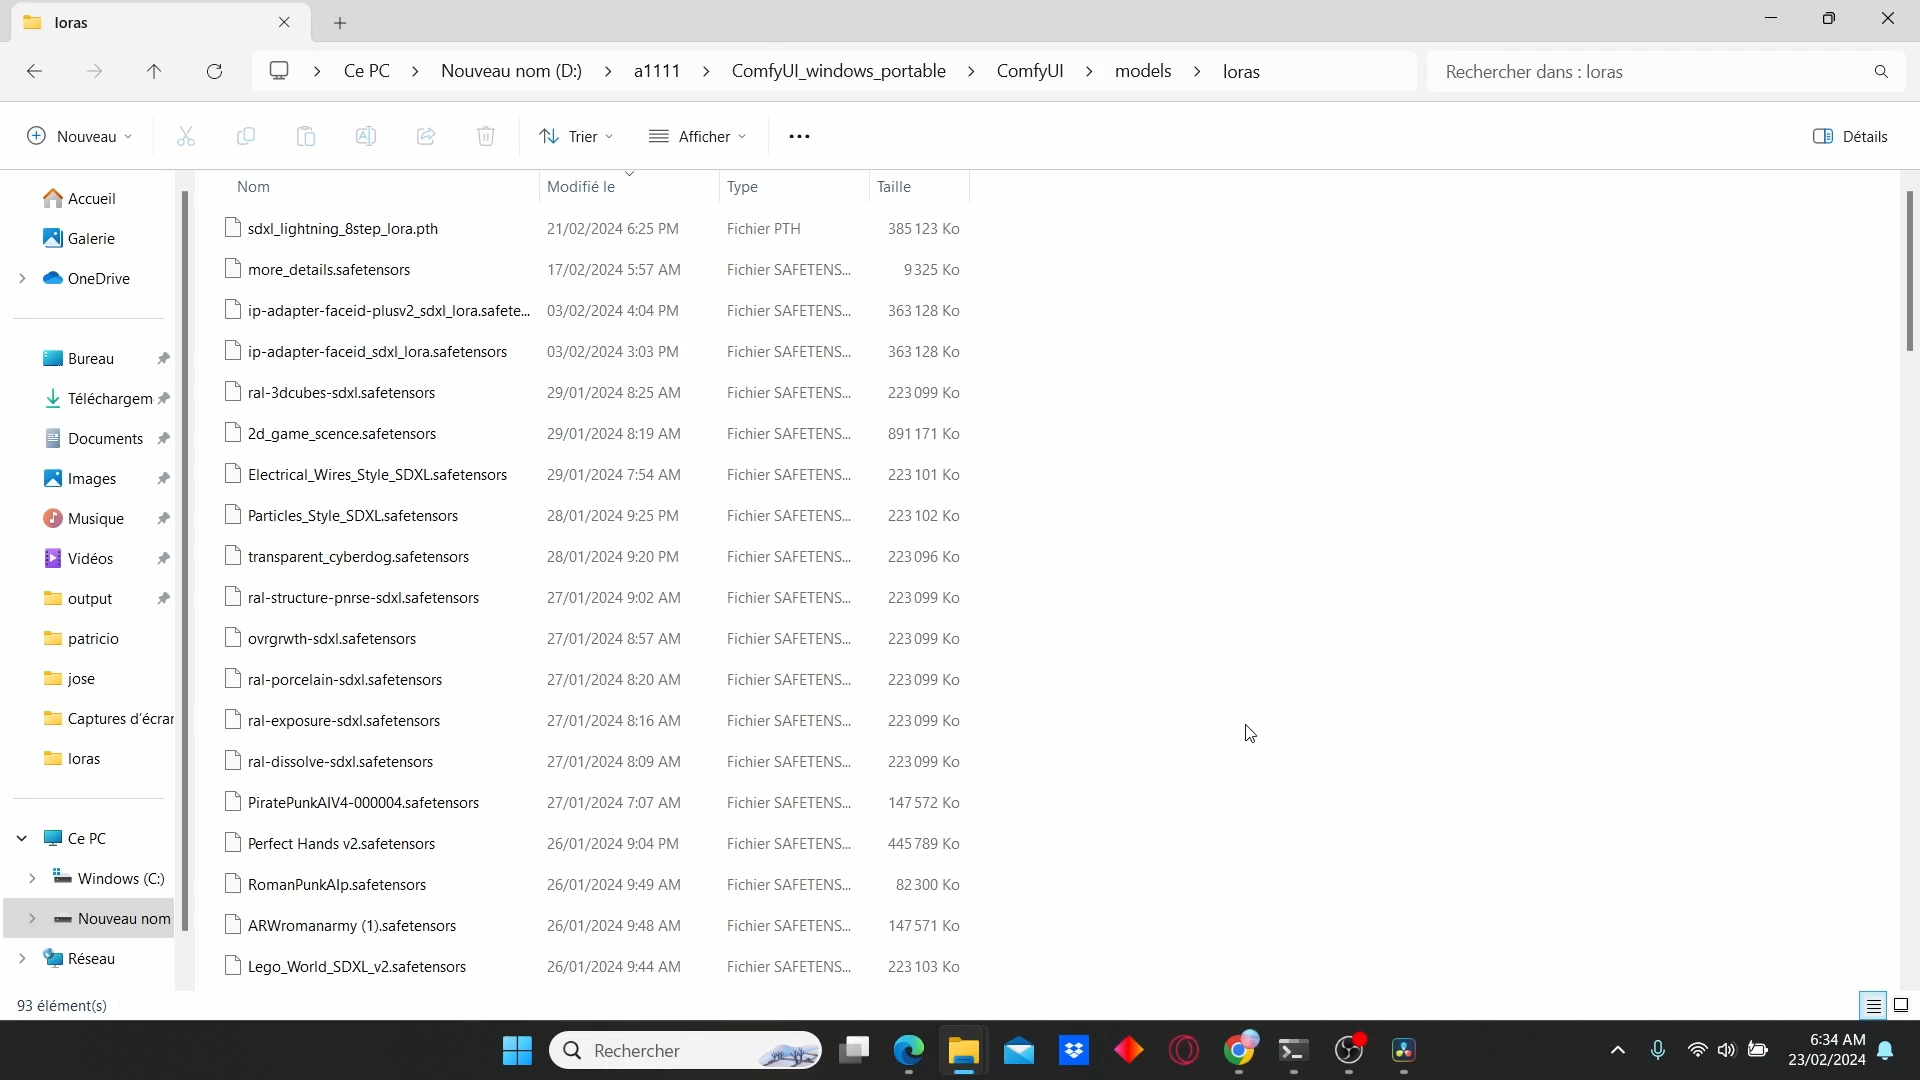 loras
Ce PC
Nouveau nom (D:)
a1111
ComfyUI_windows_portable
ComfyUI
models
loras
Rechercher dans : loras
Nouveau
Trier
Afficher
Détails
Nom
Modifié le
Type
Taille
Accueil
Galerie
OneDrive
Bureau
Téléchargem
Documents
Images
Musique
Vidéos
output
patricio
jose
Captures d'écrar
loras
Ce PC
Windows (C:)
Nouveau nom
Réseau
sdxl_lightning_8step_lora.pth 21/02/2024 6:25 PM Fichier PTH 385 123 Ko
more_details.safetensors 17/02/2024 5:57 AM Fichier SAFETENS... 9 325 Ko
ip-adapter-faceid-plusv2_sdxl_lora.safete... 03/02/2024 4:04 PM Fichier SAFETENS... 363 128 Ko
ip-adapter-faceid_sdxl_lora.safetensors 03/02/2024 3:03 PM Fichier SAFETENS... 363 128 Ko
ral-3dcubes-sdxl.safetensors 29/01/2024 8:25 AM Fichier SAFETENS... 223 099 Ko
2d_game_scence.safetensors 29/01/2024 8:19 AM Fichier SAFETENS... 891 171 Ko
Electrical_Wires_Style_SDXL.safetensors 29/01/2024 7:54 AM Fichier SAFETENS... 223 101 Ko
Particles_Style_SDXL.safetensors 28/01/2024 9:25 PM Fichier SAFETENS... 223 102 Ko
transparent_cyberdog.safetensors 28/01/2024 9:20 PM Fichier SAFETENS... 223 096 Ko
ral-structure-pnrse-sdxl.safetensors 27/01/2024 9:02 AM Fichier SAFETENS... 223 099 Ko
ovrgrwth-sdxl.safetensors 27/01/2024 8:57 AM Fichier SAFETENS... 223 099 Ko
ral-porcelain-sdxl.safetensors 27/01/2024 8:20 AM Fichier SAFETENS... 223 099 Ko
ral-exposure-sdxl.safetensors 27/01/2024 8:16 AM Fichier SAFETENS... 223 099 Ko
ral-dissolve-sdxl.safetensors 27/01/2024 8:09 AM Fichier SAFETENS... 223 099 Ko
PiratePunkAIV4-000004.safetensors 27/01/2024 7:07 AM Fichier SAFETENS... 147 572 Ko
Perfect Hands v2.safetensors 26/01/2024 9:04 PM Fichier SAFETENS... 445 789 Ko
RomanPunkAIp.safetensors 26/01/2024 9:49 AM Fichier SAFETENS... 82 300 Ko
ARWromanarmy (1).safetensors 26/01/2024 9:48 AM Fichier SAFETENS... 147 571 Ko
Lego_World_SDXL_v2.safetensors 26/01/2024 9:44 AM Fichier SAFETENS... 223 103 Ko
93 élément(s)
Rechercher
6:34 AM
23/02/2024